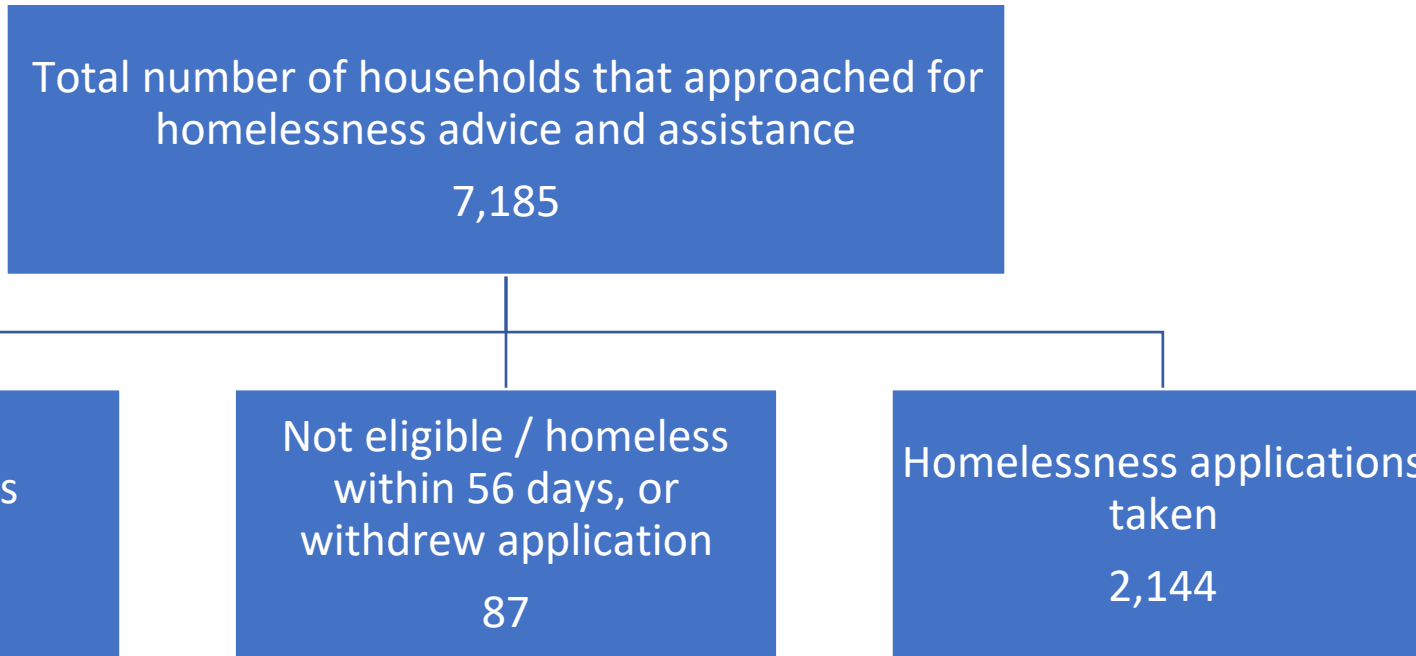 Total number of households that approached for
homelessness advice and assistance
7,185
s
Not eligible / homeless
within 56 days, or
withdrew application
87
Homelessness applications
taken
2,144